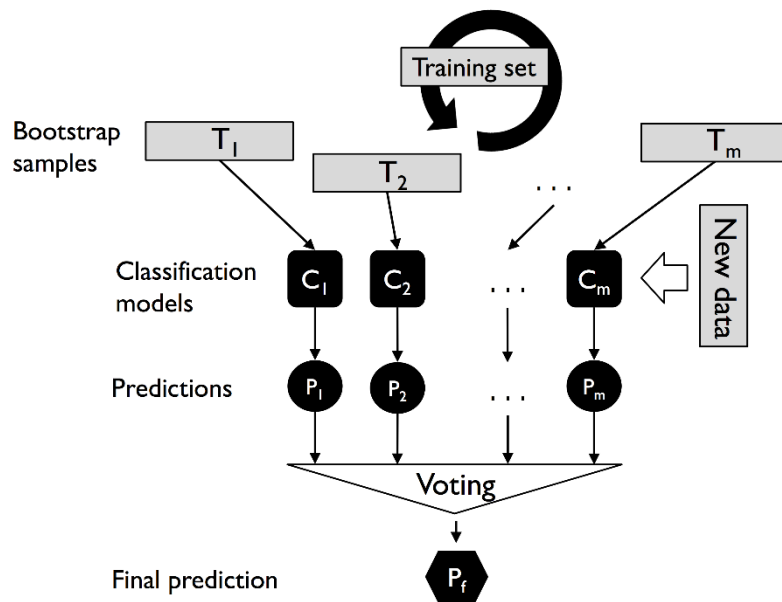 Training set
Bootstrap
samples
T1
T2
. . .
Tm
New data
Classification
models
C1
C2
. . .
Cm
Predictions
P1
P2
. . .
Pm
Voting
Final prediction
Pf